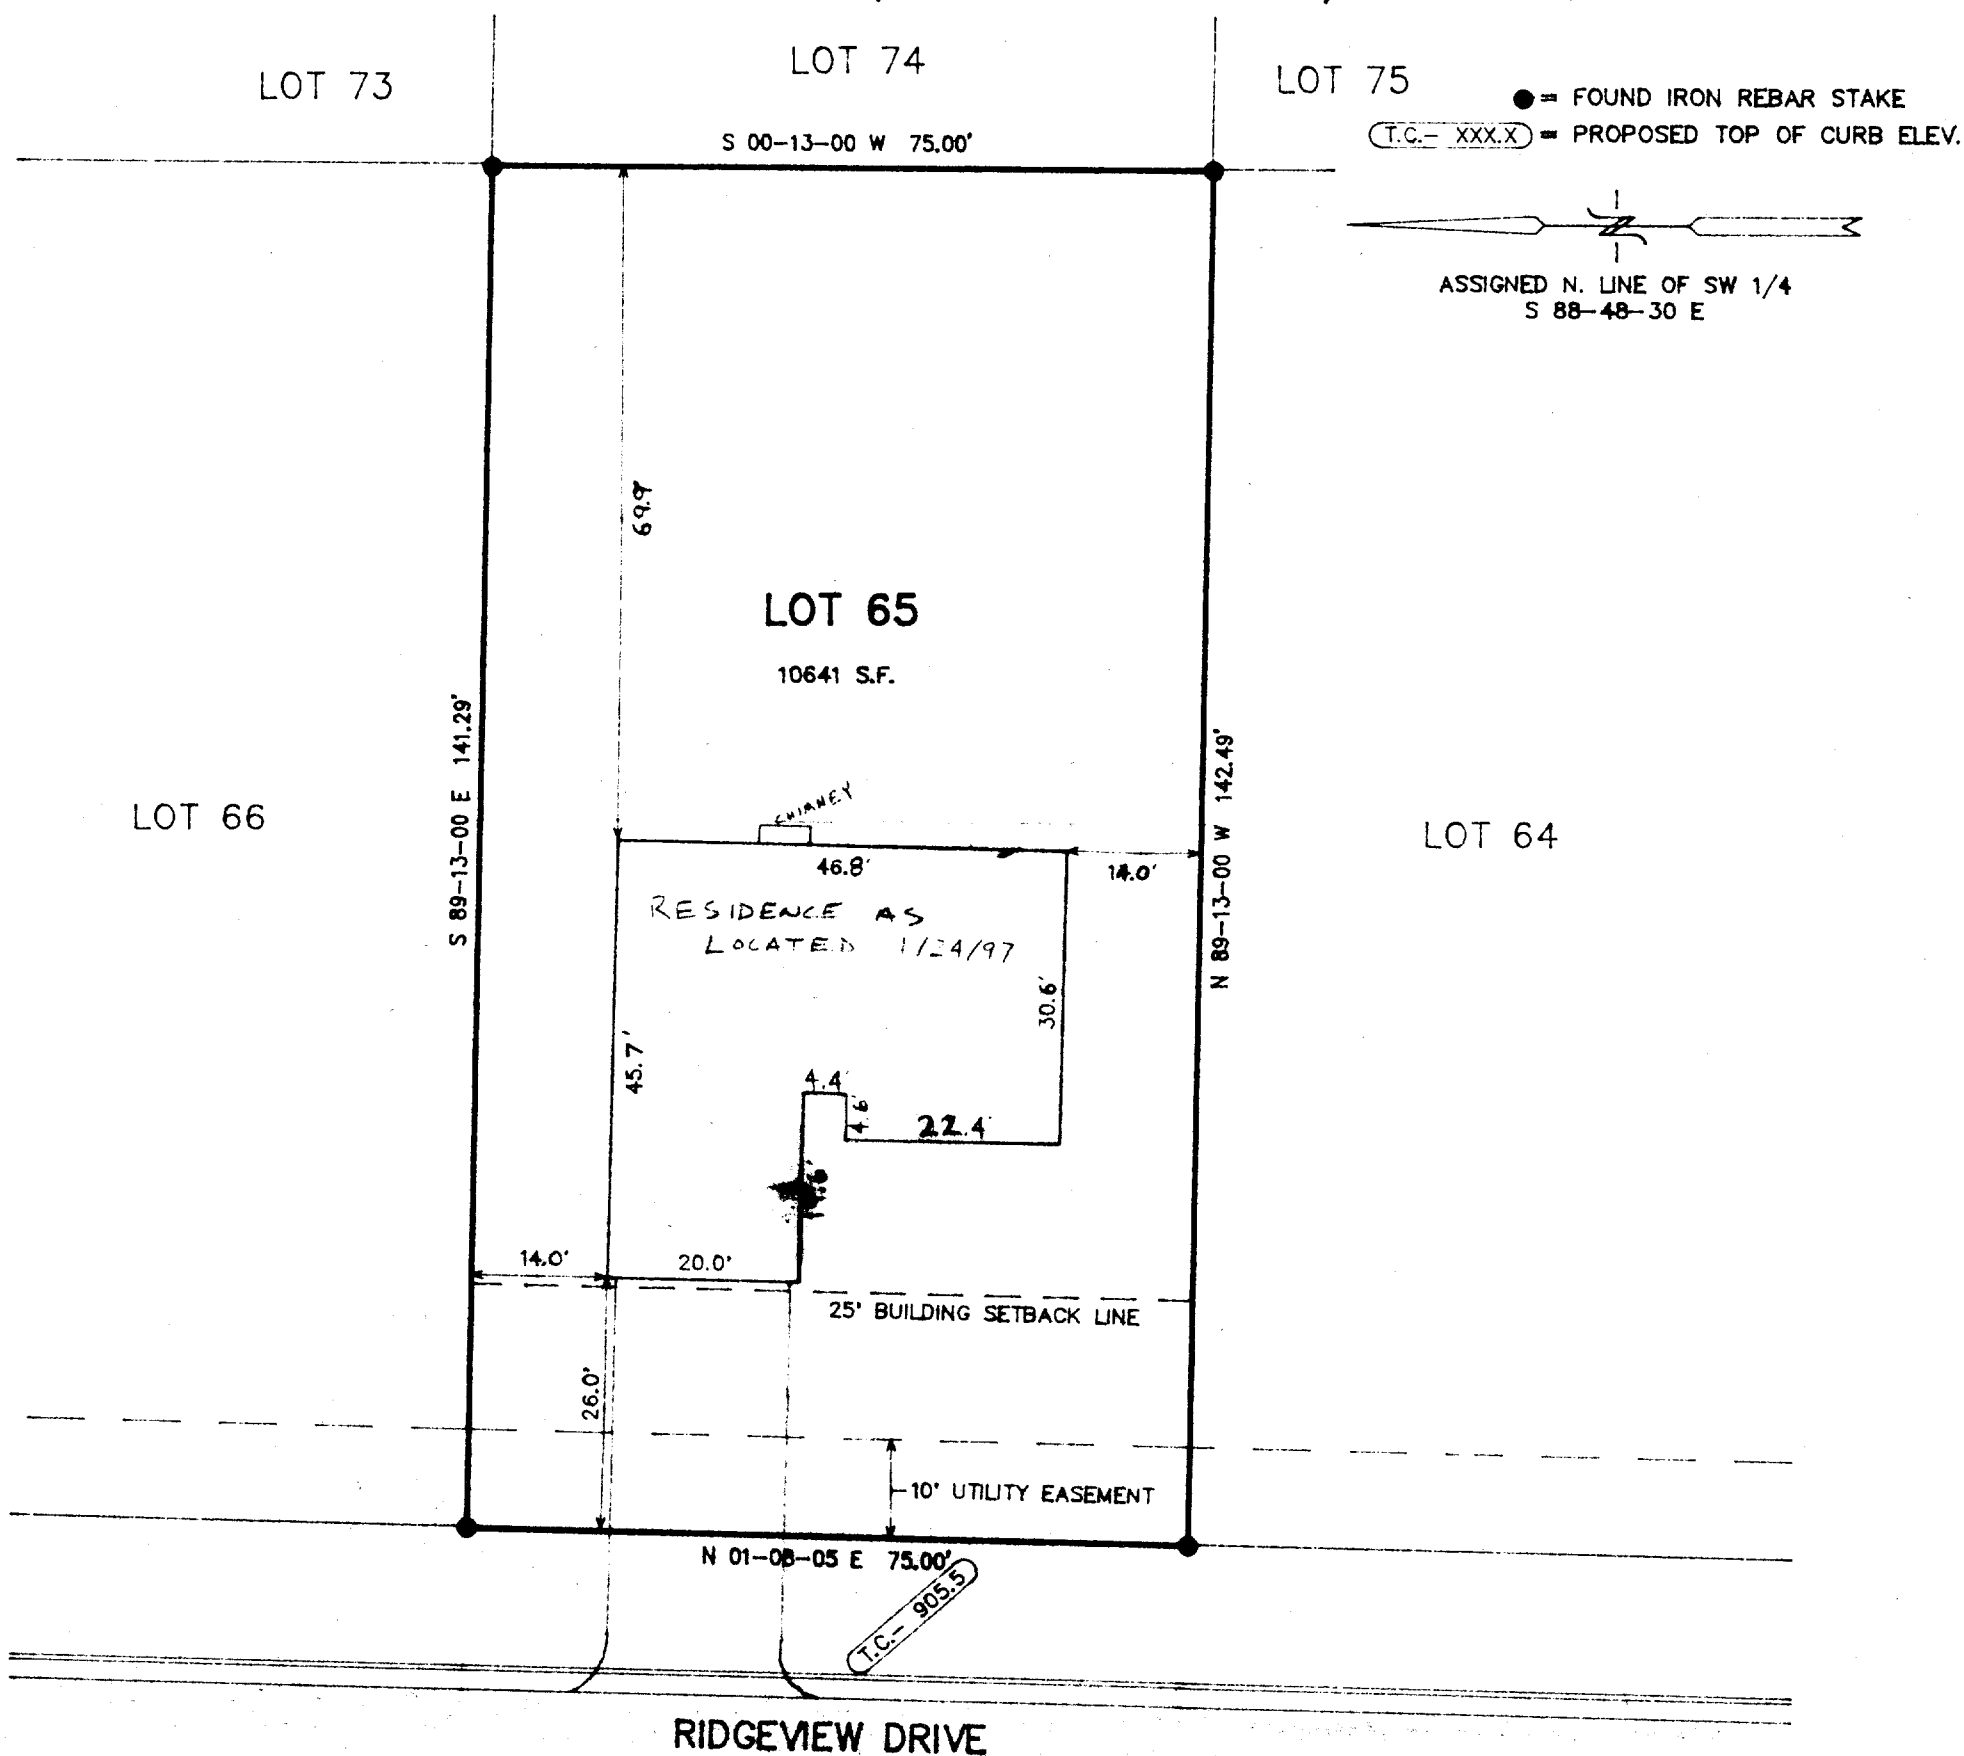 LOT 73
LOT 74
LOT 75
● = FOUND IRON REBAR STAKE
T.C.- XXX.X = PROPOSED TOP OF CURB ELEV.
S 00-13-00 W 75.00'
ASSIGNED N. LINE OF SW 1/4
S 88-48-30 E
69.9
LOT 65
10641 S.F.
S 89-13-00 E 141.29'
N 89-13-00 W 142.49'
LOT 66
LOT 64
CHIMNEY
46.8'
14.0'
RESIDENCE AS
LOCATED 1/24/97
30.6'
45.7'
4.4'
4.6'
22.4'
14.0'
20.0'
25' BUILDING SETBACK LINE
26.0'
10' UTILITY EASEMENT
N 01-08-05 E 75.00'
T.C.- 905.5
RIDGEVIEW DRIVE